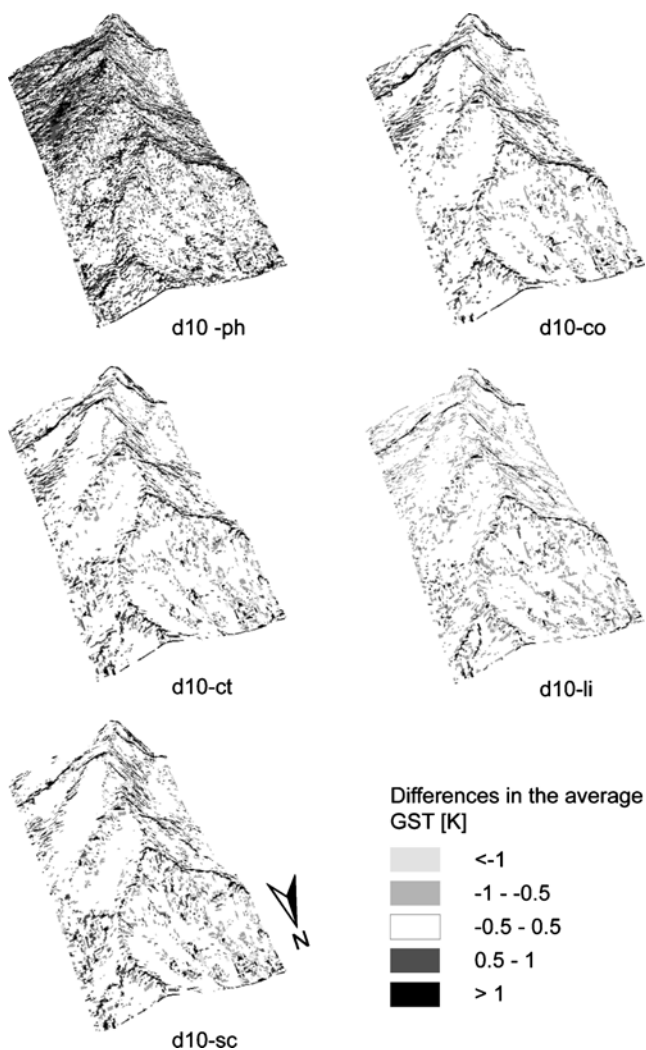 d10 -ph
d10-co
d10-ct
d10-li
d10-sc
N
Differences in the average
GST [K]
<-1
-1 - -0.5
-0.5 - 0.5
0.5 - 1
> 1